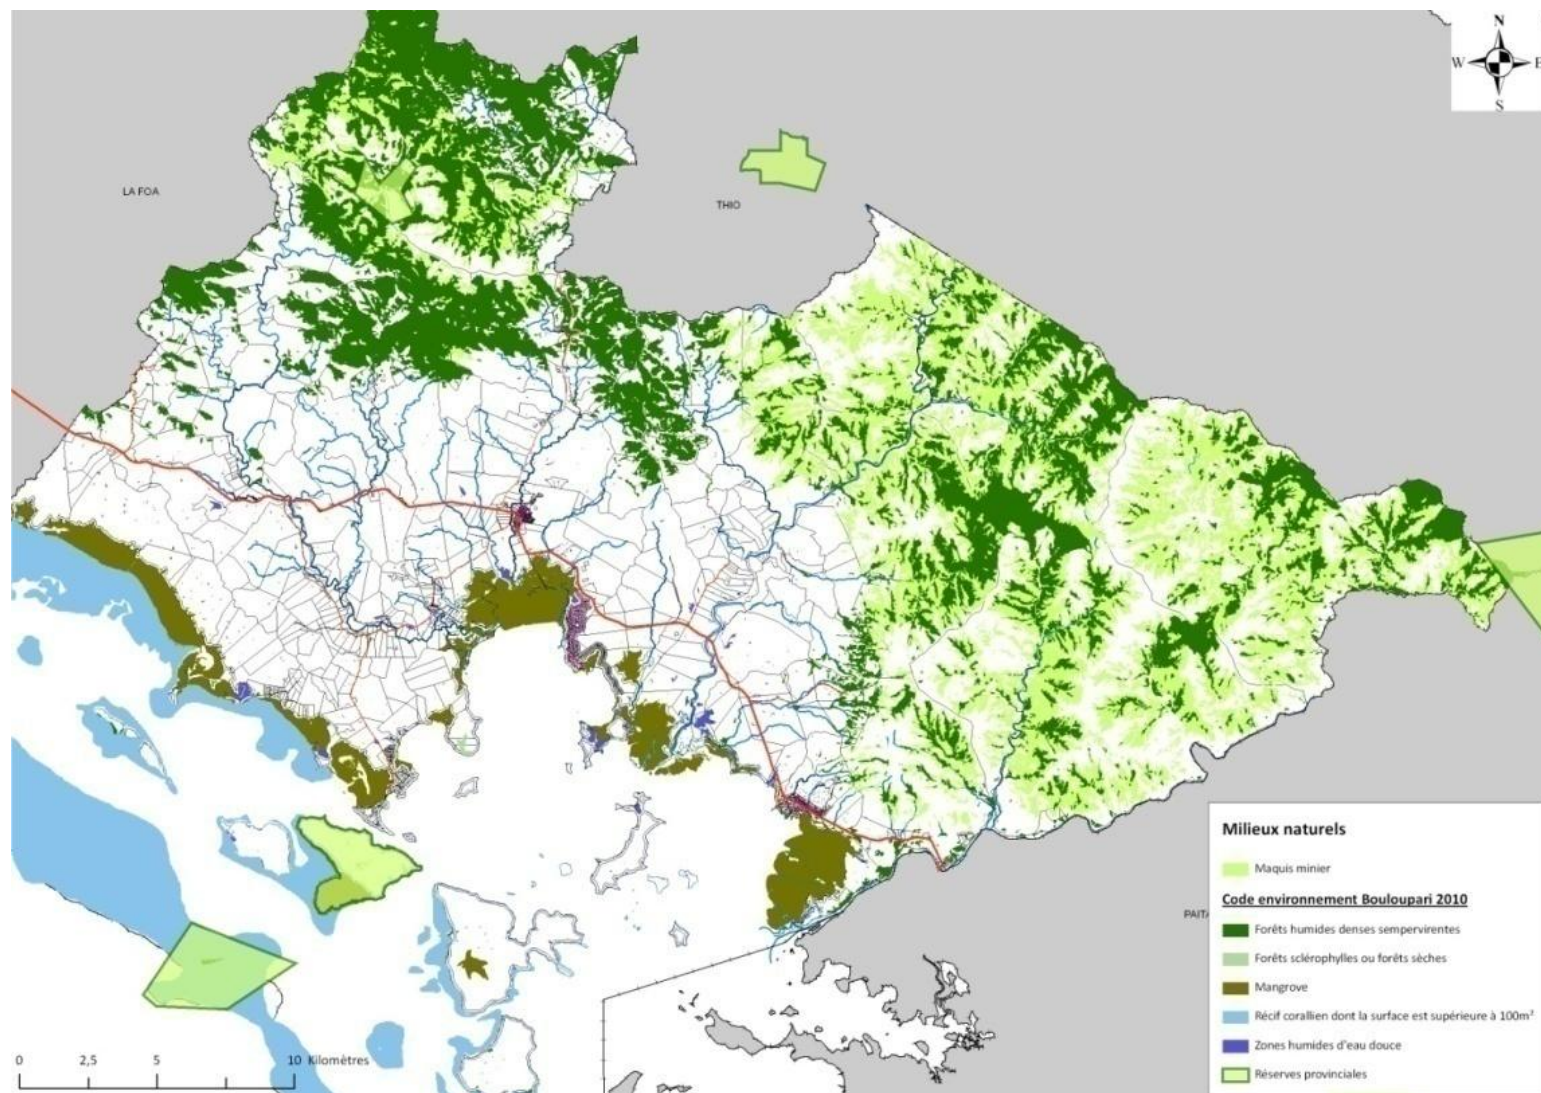 N
W E
S
LA FOA
THIO
Milieux naturels
Maquis minier
Code environnement Bouloupari 2010
PAITA
Forêts humides denses sempervirentes
Forêts sclérophylles ou forêts sèches
Mangrove
Récif corallien dont la surface est supérieure à 100m²
Zones humides d'eau douce
Réserves provinciales
0 2,5 5 10 Kilomètres